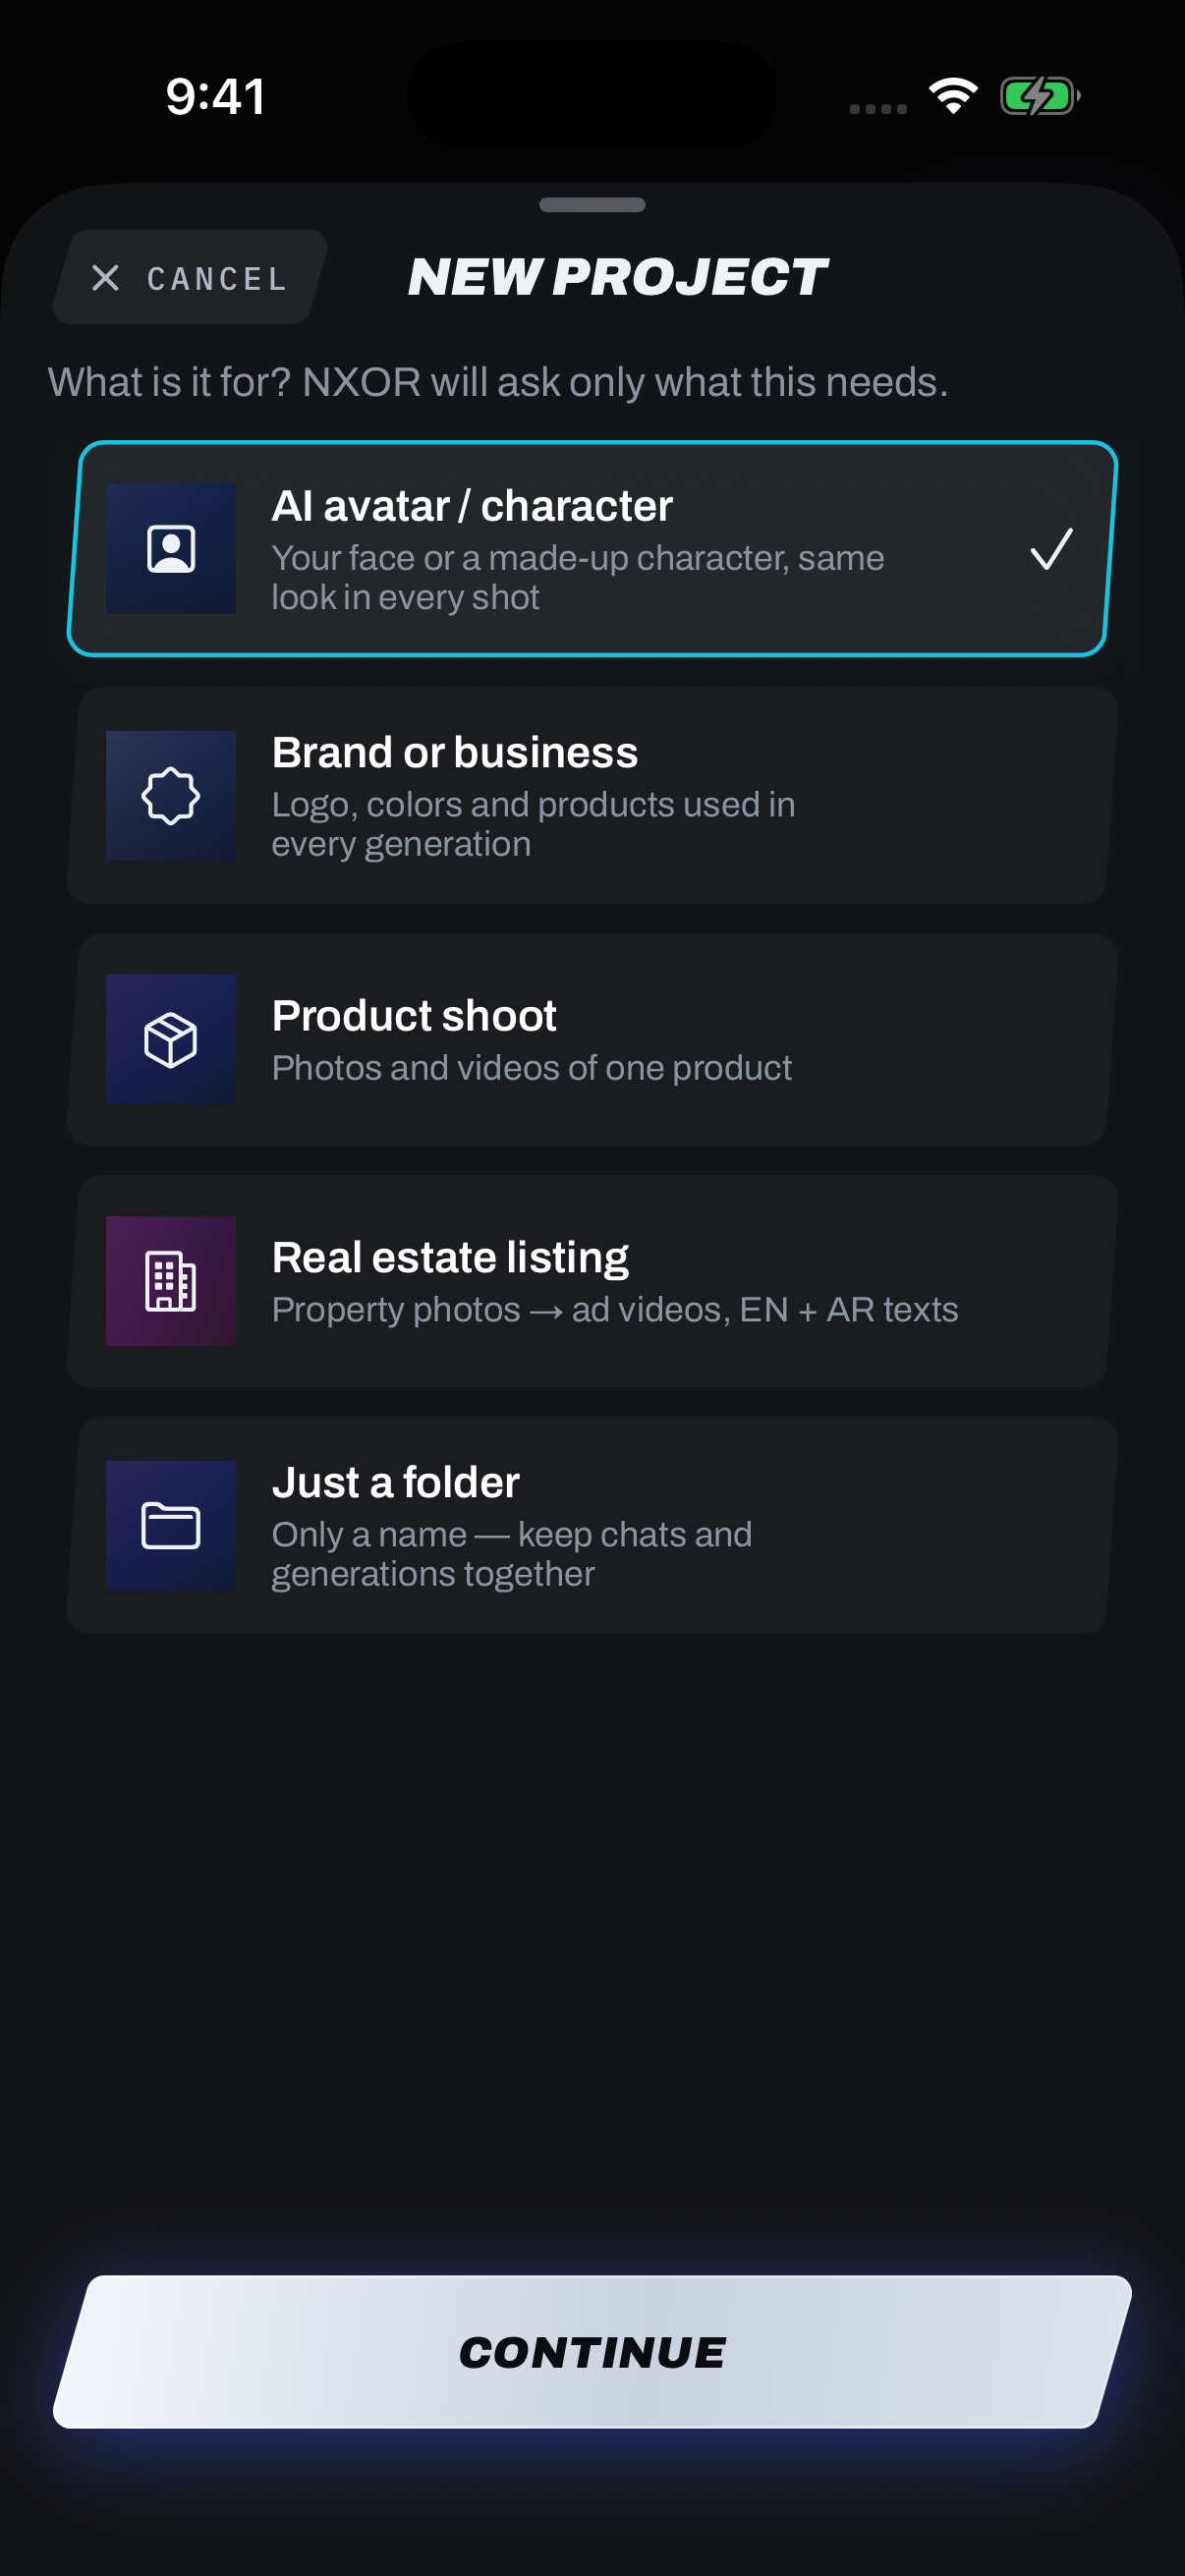 9:41
CANCEL
NEW PROJECT
What is it for? NXOR will ask only what this needs.
AI avatar / character
Your face or a made-up character, same
look in every shot
Brand or business
Logo, colors and products used in
every generation
Product shoot
Photos and videos of one product
Real estate listing
Property photos → ad videos, EN + AR texts
Just a folder
Only a name — keep chats and
generations together
CONTINUE